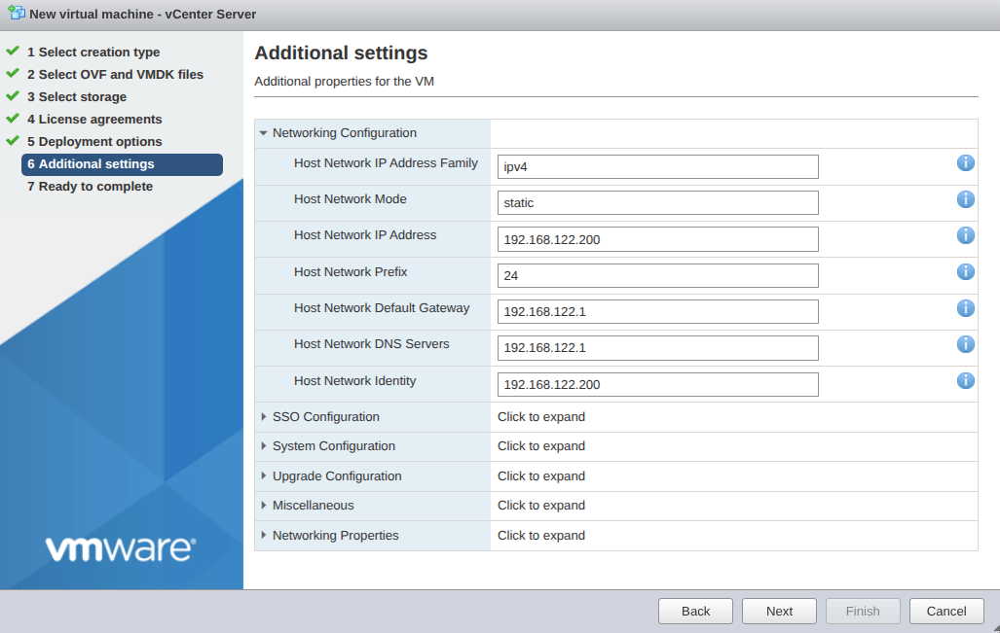 New virtual machine - vCenter Server
1 Select creation type
2 Select OVF and VMDK files
3 Select storage
4 License agreements
5 Deployment options
6 Additional settings
7 Ready to complete
vmware®
Additional settings
Additional properties for the VM
Networking Configuration
Host Network IP Address Family ipv4
Host Network Mode static
Host Network IP Address 192.168.122.200
Host Network Prefix 24
Host Network Default Gateway 192.168.122.1
Host Network DNS Servers 192.168.122.1
Host Network Identity 192.168.122.200
SSO Configuration Click to expand
System Configuration Click to expand
Upgrade Configuration Click to expand
Miscellaneous Click to expand
Networking Properties Click to expand
Back Next Finish Cancel